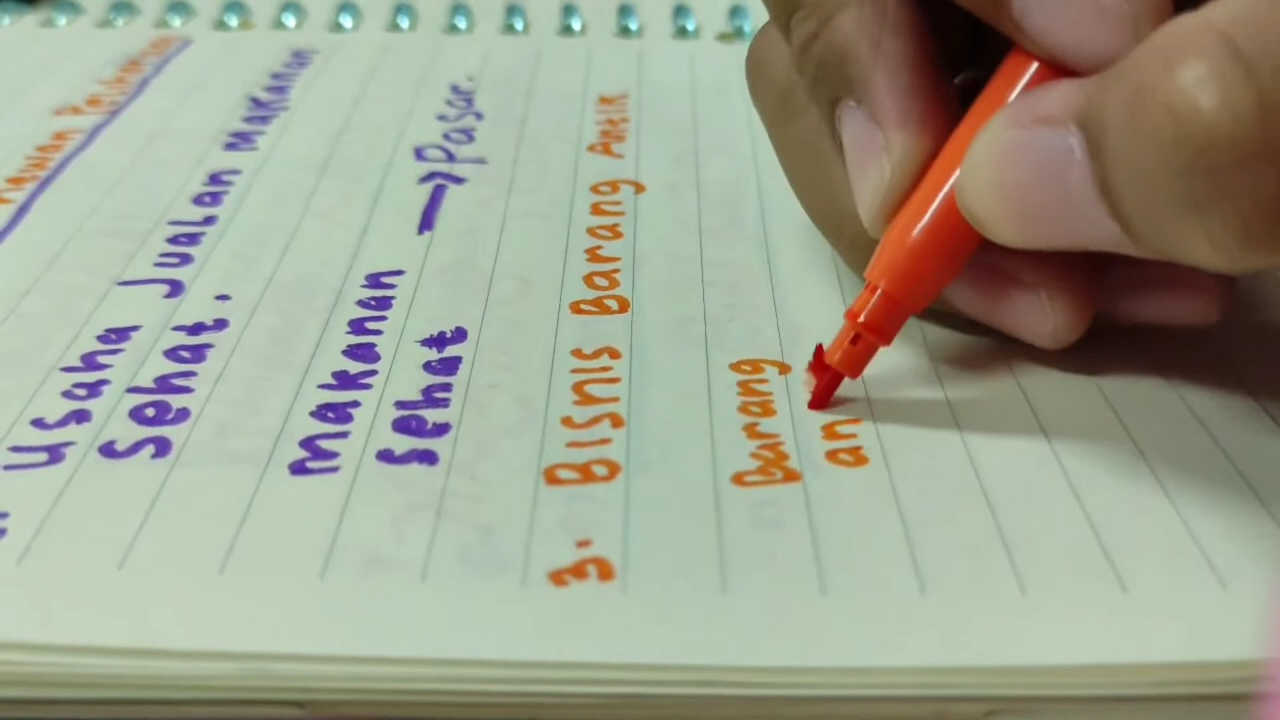 Usaha Jualan makanan
Sehat.
makanan → Pasar.
Sehat
3. Bisnis Barang Antik
Barang
an